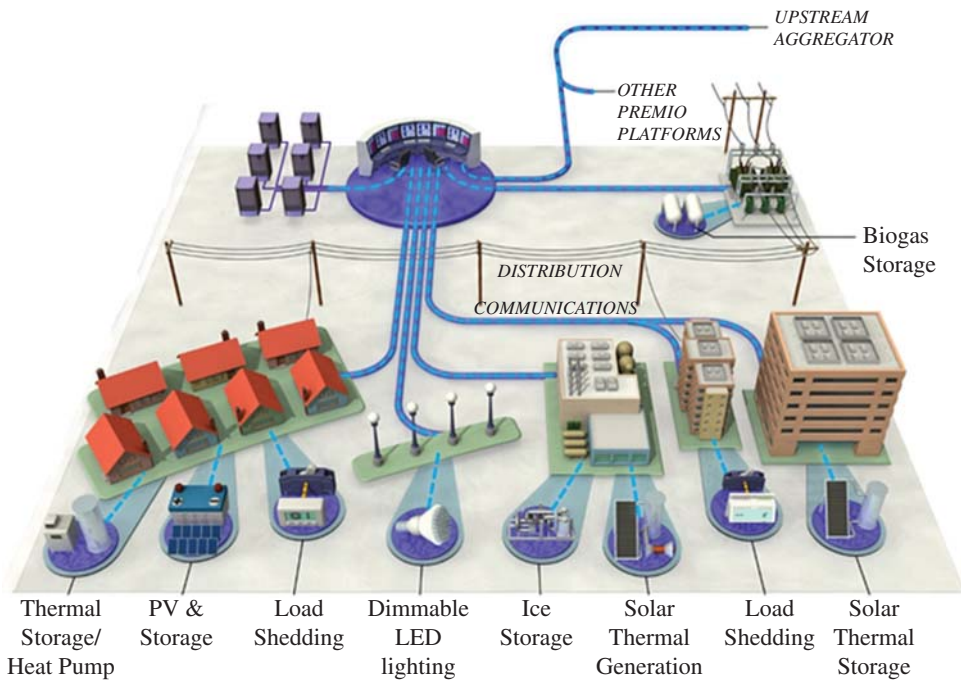 UPSTREAM
AGGREGATOR
OTHER
PREMIO
PLATFORMS
Biogas
Storage
DISTRIBUTION
COMMUNICATIONS
Thermal
Storage/
Heat Pump
PV &
Storage
Load
Shedding
Dimmable
LED
lighting
Ice
Storage
Solar
Thermal
Generation
Load
Shedding
Solar
Thermal
Storage